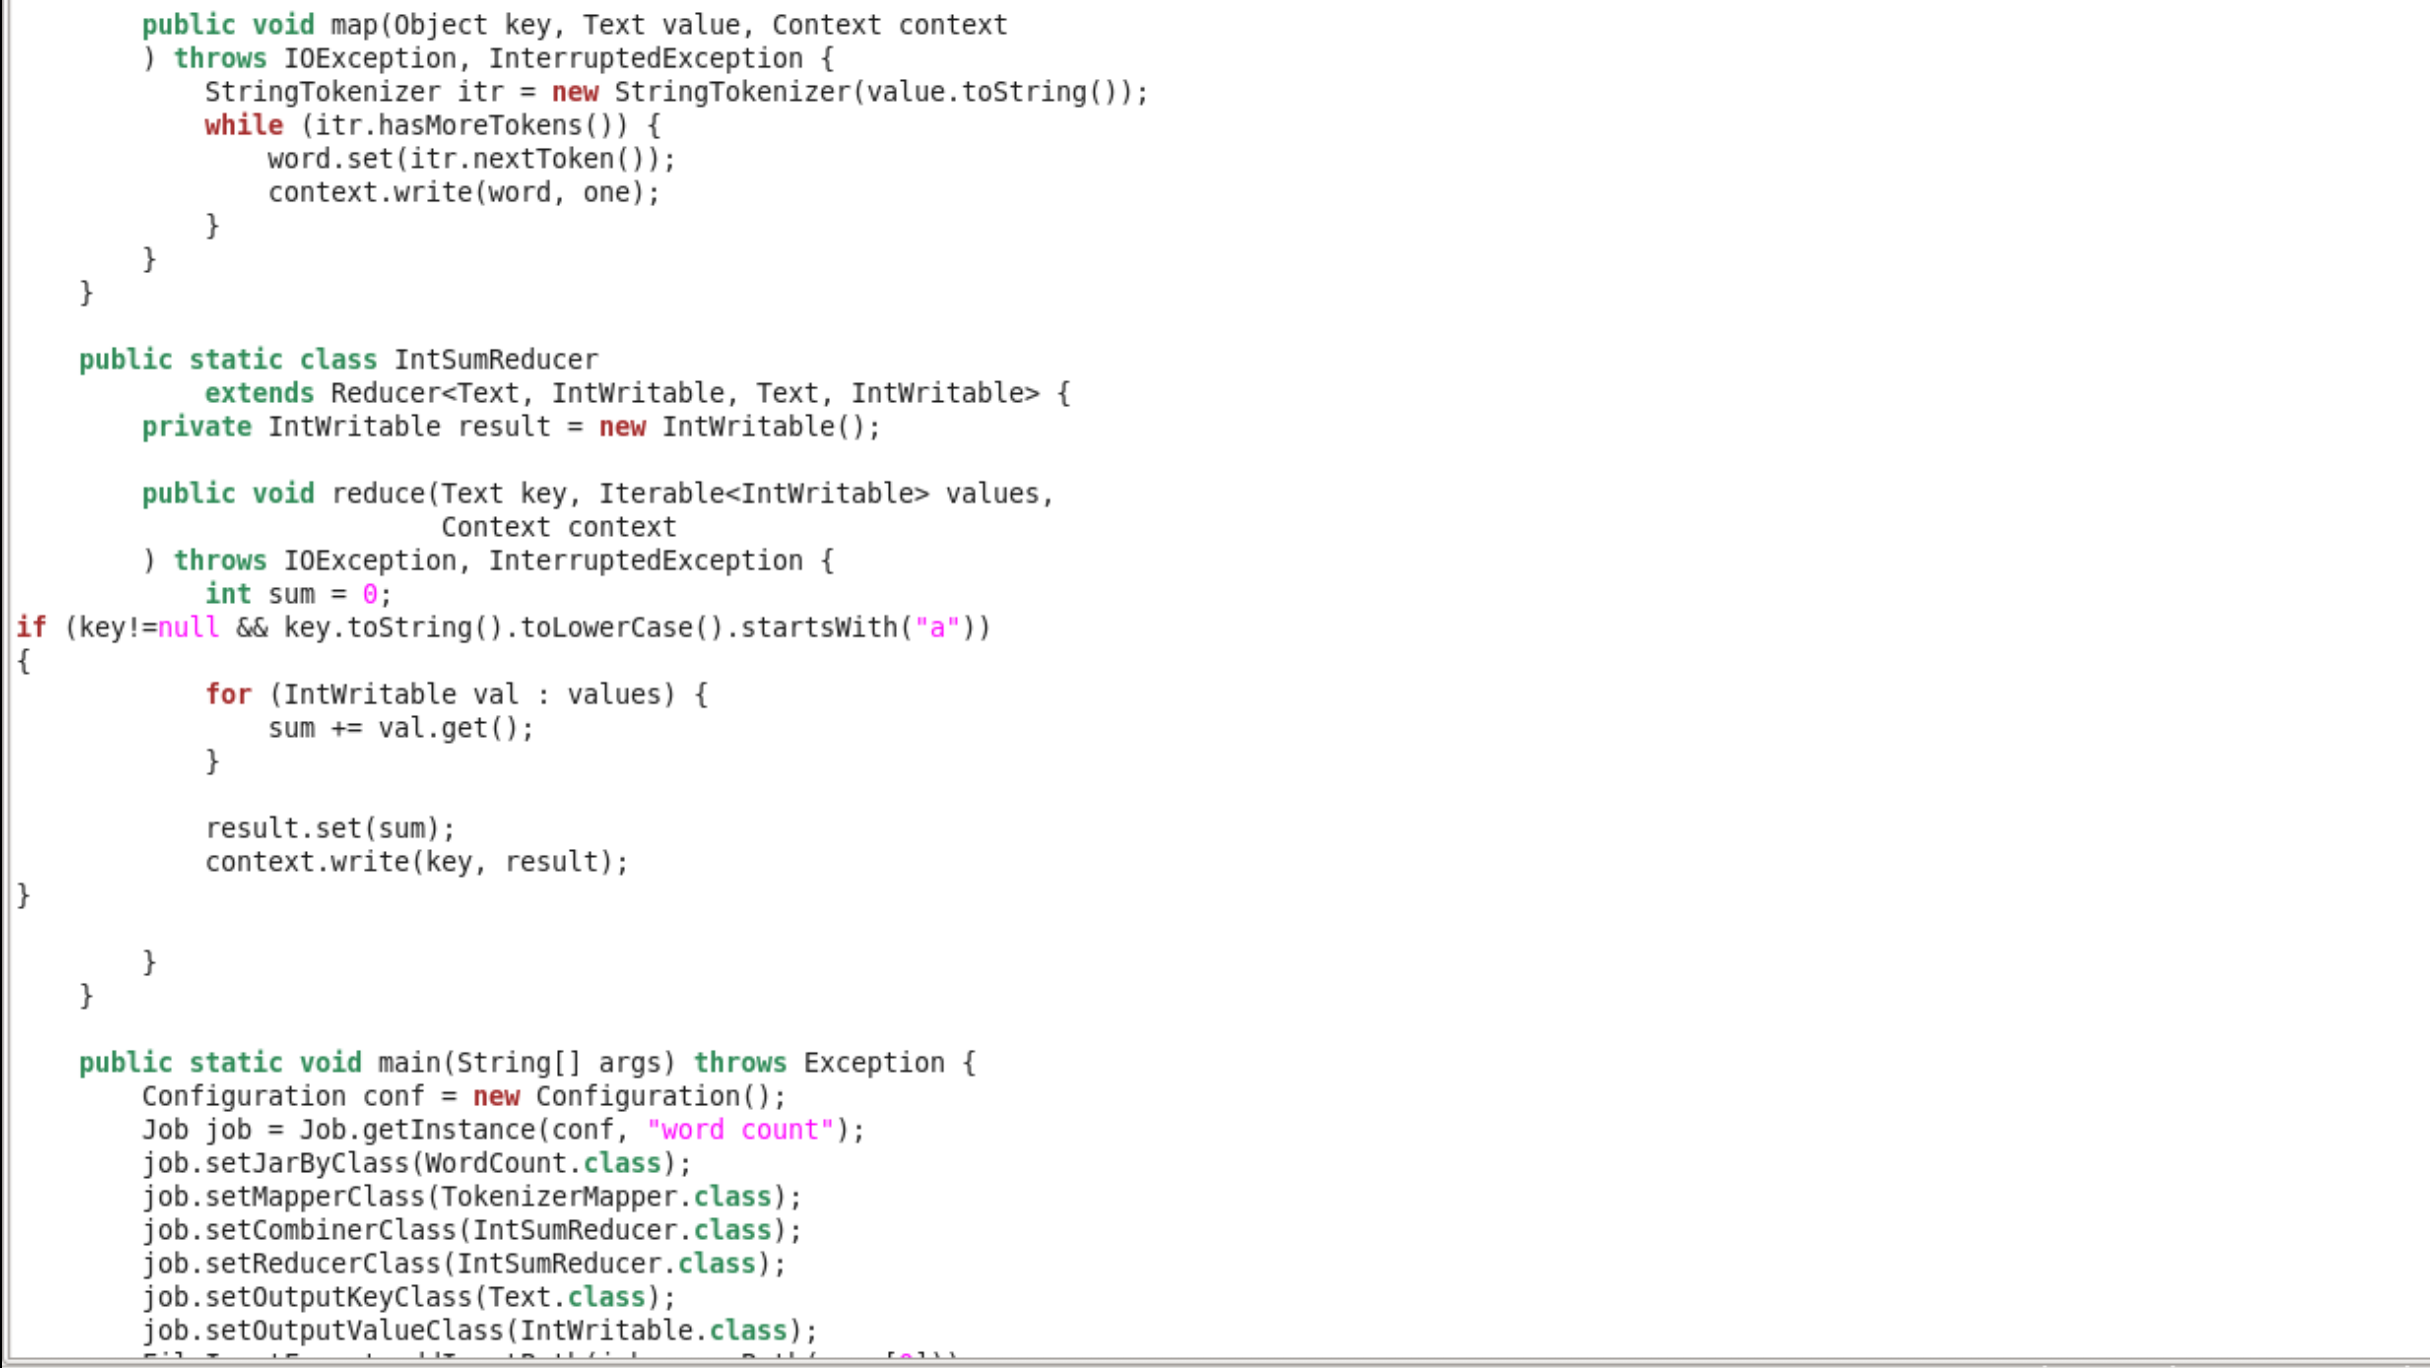 public void map(Object key, Text value, Context context
) throws IOException, InterruptedException {
StringTokenizer itr = new StringTokenizer(value.toString());
while (itr.hasMoreTokens()) {
word.set(itr.nextToken());
context.write(word, one);
}
}
}
public static class IntSumReducer
extends Reducer<Text, IntWritable, Text, IntWritable> {
private IntWritable result = new IntWritable();
public void reduce(Text key, Iterable<IntWritable> values,
Context context
) throws IOException, InterruptedException {
int sum = 0;
if (key!=null && key.toString().toLowerCase().startsWith("a"))
{
for (IntWritable val : values) {
sum += val.get();
}
result.set(sum);
context.write(key, result);
}
}
}
public static void main(String[] args) throws Exception {
Configuration conf = new Configuration();
Job job = Job.getInstance(conf, "word count");
job.setJarByClass(WordCount.class);
job.setMapperClass(TokenizerMapper.class);
job.setCombinerClass(IntSumReducer.class);
job.setReducerClass(IntSumReducer.class);
job.setOutputKeyClass(Text.class);
job.setOutputValueClass(IntWritable.class);